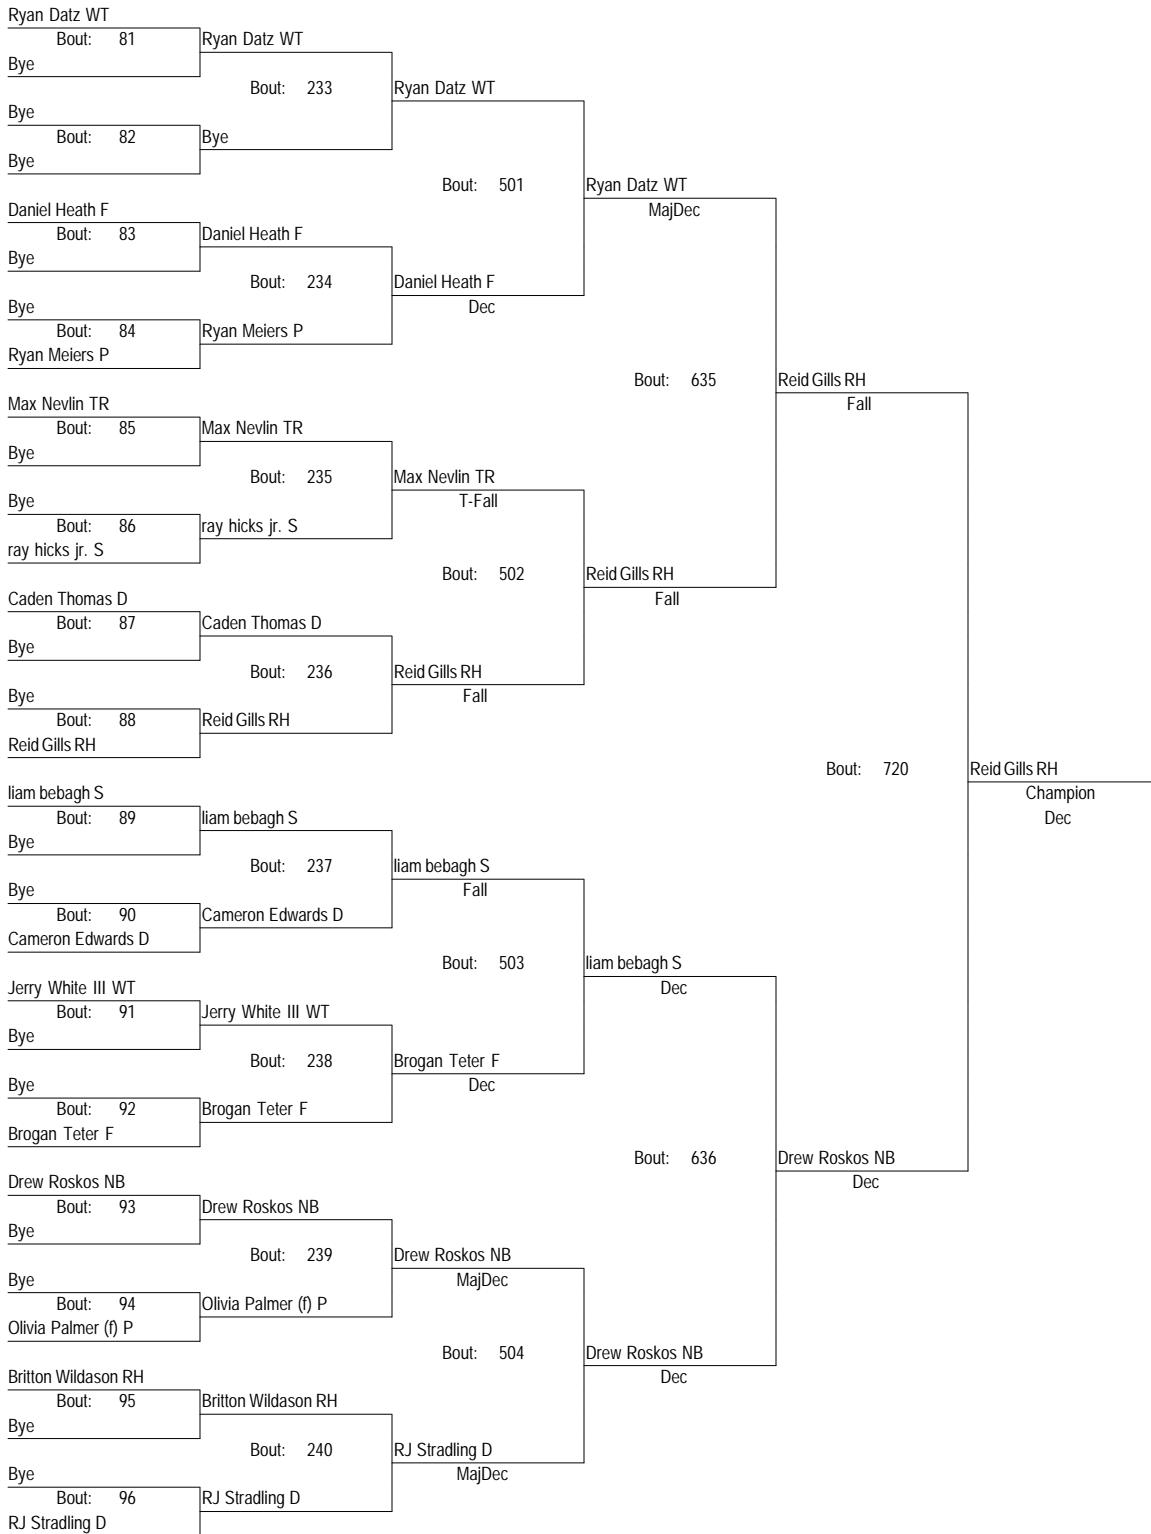 Ryan Datz WT
Bout: 81 Ryan Datz WT
Bye
Bout: 233 Ryan Datz WT
Bye
Bout: 82 Bye
Bye
Bout: 501 Ryan Datz WT
MajDec
Daniel Heath F
Bout: 83 Daniel Heath F
Bye
Bout: 234 Daniel Heath F
Dec
Bye
Bout: 84 Ryan Meiers P
Ryan Meiers P
Bout: 635 Reid Gills RH
Fall
Max Nevlin TR
Bout: 85 Max Nevlin TR
Bye
Bout: 235 Max Nevlin TR
T-Fall
Bye
Bout: 86 ray hicks jr. S
ray hicks jr. S
Bout: 502 Reid Gills RH
Fall
Caden Thomas D
Bout: 87 Caden Thomas D
Bye
Bout: 236 Reid Gills RH
Fall
Bye
Bout: 88 Reid Gills RH
Reid Gills RH
Bout: 720 Reid Gills RH
Champion
Dec
liam bebagh S
Bout: 89 liam bebagh S
Bye
Bout: 237 liam bebagh S
Fall
Bye
Bout: 90 Cameron Edwards D
Cameron Edwards D
Bout: 503 liam bebagh S
Dec
Jerry White III WT
Bout: 91 Jerry White III WT
Bye
Bout: 238 Brogan Teter F
Dec
Bye
Bout: 92 Brogan Teter F
Brogan Teter F
Bout: 636 Drew Roskos NB
Dec
Drew Roskos NB
Bout: 93 Drew Roskos NB
Bye
Bout: 239 Drew Roskos NB
MajDec
Bye
Bout: 94 Olivia Palmer (f) P
Olivia Palmer (f) P
Bout: 504 Drew Roskos NB
Dec
Britton Wildason RH
Bout: 95 Britton Wildason RH
Bye
Bout: 240 RJ Stradling D
MajDec
Bye
Bout: 96 RJ Stradling D
RJ Stradling D